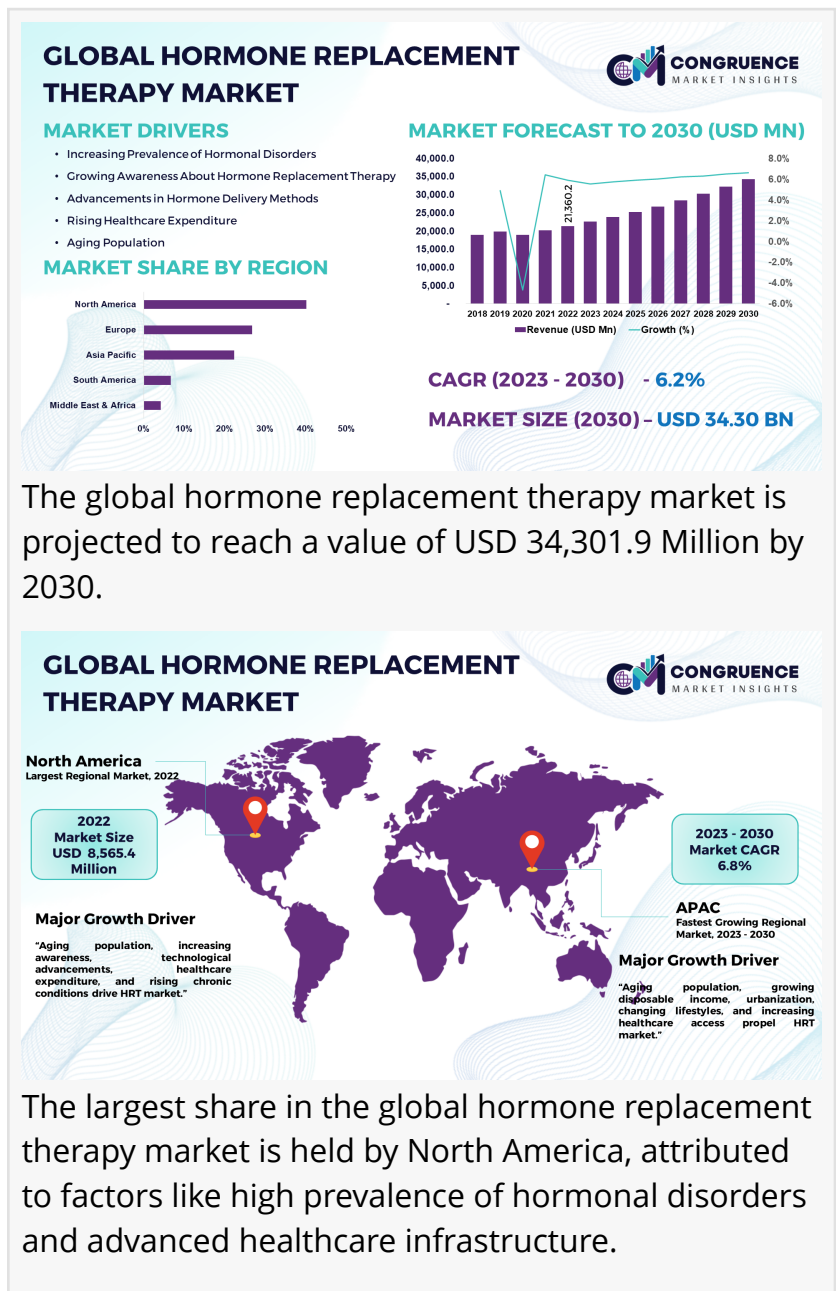 GLOBAL HORMONE REPLACEMENT
THERAPY MARKET
CONGRUENCE
MARKET INSIGHTS
MARKET DRIVERS
• Increasing Prevalence of Hormonal Disorders
• Growing Awareness About Hormone Replacement Therapy
• Advancements in Hormone Delivery Methods
• Rising Healthcare Expenditure
• Aging Population
MARKET SHARE BY REGION
North America
Europe
Asia Pacific
South America
Middle East & Africa
0% 10% 20% 30% 40% 50%
MARKET FORECAST TO 2030 (USD MN)
40,000.0
35,000.0
30,000.0
25,000.0
20,000.0
15,000.0
10,000.0
5,000.0
-
21,360.2
8.0%
6.0%
4.0%
2.0%
0.0%
-2.0%
-4.0%
-6.0%
2018 2019 2020 2021 2022 2023 2024 2025 2026 2027 2028 2029 2030
Revenue (USD Mn) Growth (%)
CAGR (2023 - 2030) - 6.2%
MARKET SIZE (2030) – USD 34.30 BN
The global hormone replacement therapy market is
projected to reach a value of USD 34,301.9 Million by
2030.
GLOBAL HORMONE REPLACEMENT
THERAPY MARKET
CONGRUENCE
MARKET INSIGHTS
North America
Largest Regional Market, 2022
2022
Market Size
USD 8,565.4
Million
Major Growth Driver
“Aging population, increasing
awareness, technological
advancements, healthcare
expenditure, and rising chronic
conditions drive HRT market.”
2023 - 2030
Market CAGR
6.8%
APAC
Fastest Growing Regional
Market, 2023 - 2030
Major Growth Driver
“Aging population, growing
disposable income, urbanization,
changing lifestyles, and increasing
healthcare access propel HRT
market.”
The largest share in the global hormone replacement
therapy market is held by North America, attributed
to factors like high prevalence of hormonal disorders
and advanced healthcare infrastructure.